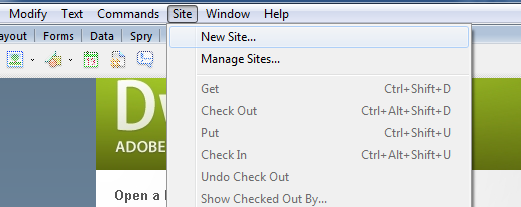 Modify Text Commands Site Window Help
ayout Forms Data Spry
New Site...
Manage Sites...
Get Ctrl+Shift+D
Check Out Ctrl+Alt+Shift+D
Put Ctrl+Shift+U
Check In Ctrl+Alt+Shift+U
Undo Check Out
Show Checked Out By...
Dw
ADOBE
Open a